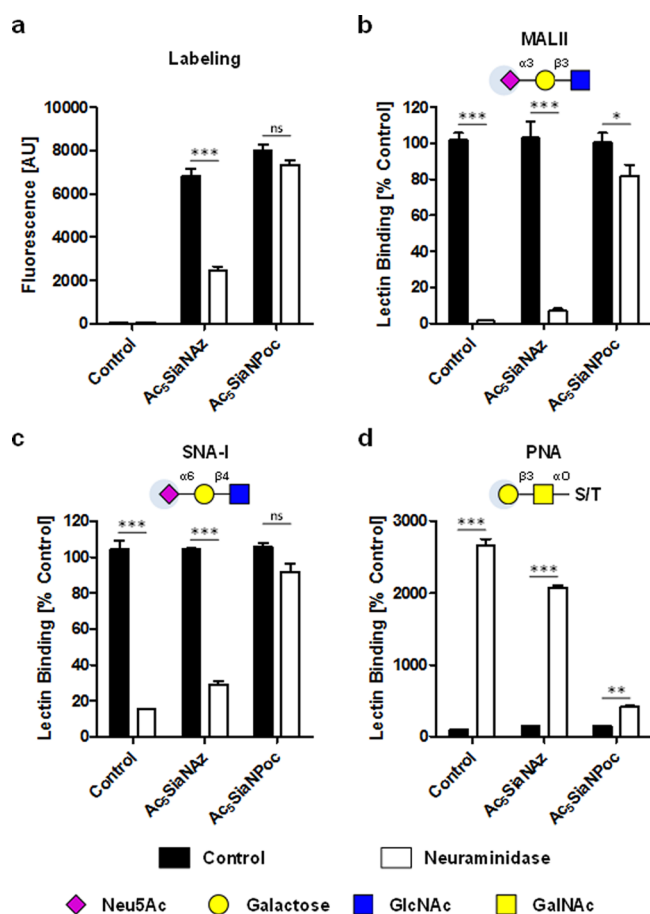 a
Labeling
Fluorescence [AU]
10000
8000
6000
4000
2000
0
***
ns
Control
Ac₅SiaNAz
Ac₅SiaNPoc
b
MALII
α3 β3
Lectin Binding [% Control]
120
100
80
60
40
20
0
***
***
*
Control
Ac₅SiaNAz
Ac₅SiaNPoc
c
SNA-I
α6 β4
Lectin Binding [% Control]
120
100
80
60
40
20
0
***
***
ns
Control
Ac₅SiaNAz
Ac₅SiaNPoc
d
PNA
β3 αO
S/T
Lectin Binding [% Control]
3000
2000
1000
0
***
***
**
Control
Ac₅SiaNAz
Ac₅SiaNPoc
Control Neuraminidase
Neu5Ac Galactose GlcNAc GalNAc